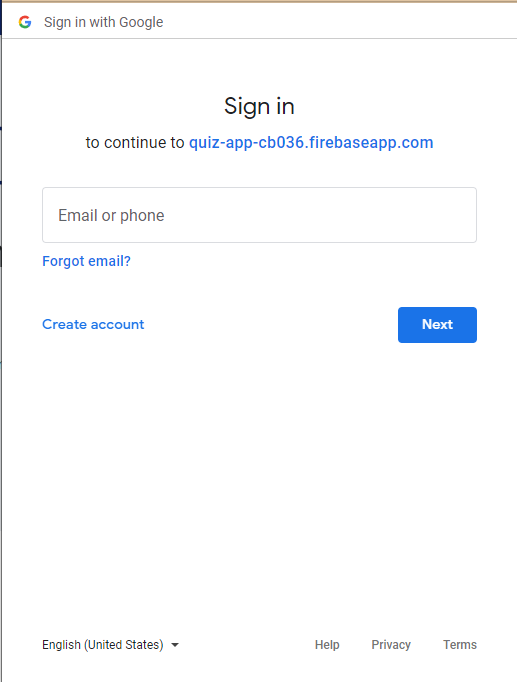 Sign in with Google
Sign in
to continue to quiz-app-cb036.firebaseapp.com
Email or phone
Forgot email?
Create account Next
English (United States) Help Privacy Terms